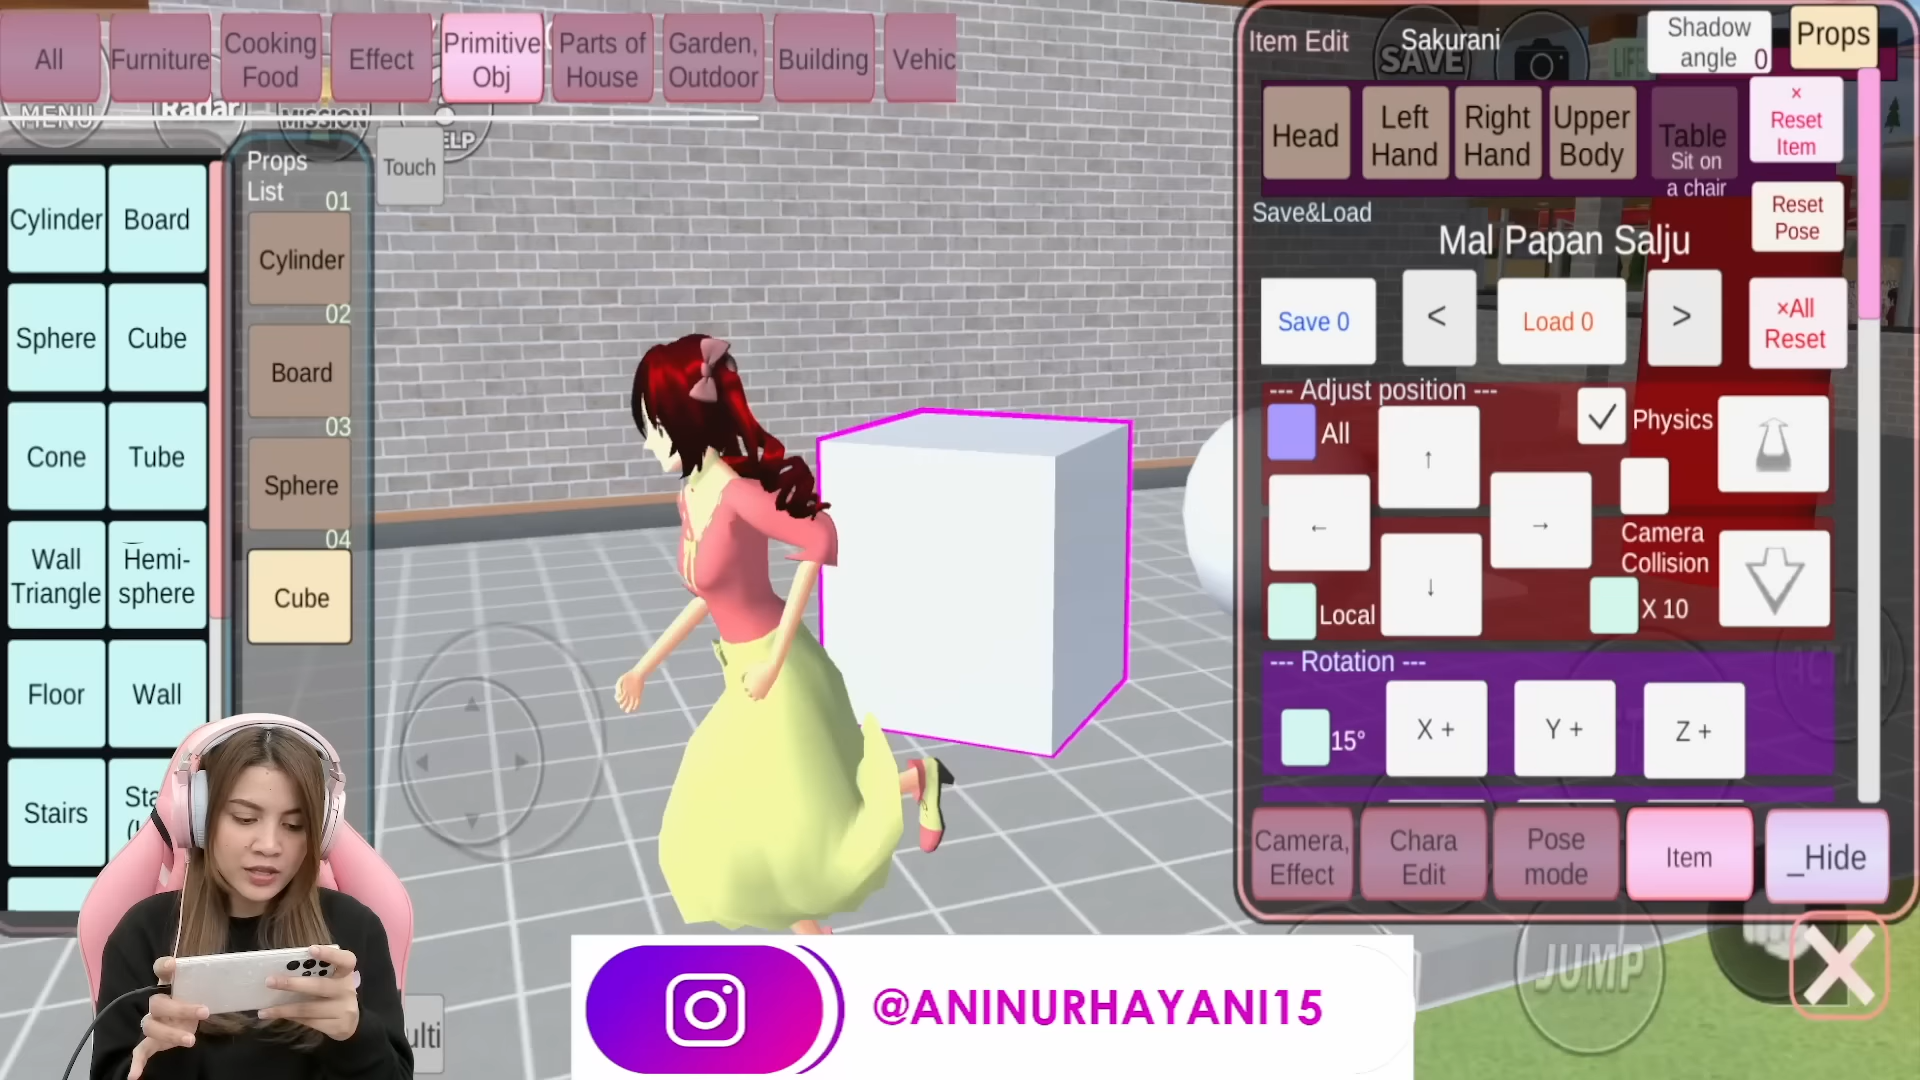 All
Furniture
Cooking
Food
Effect
Primitive
Obj
Parts of
House
Garden,
Outdoor
Building
Vehic
MENU
Radar
MISSION
ELP
Touch
Cylinder
Board
Sphere
Cube
Cone
Tube
Wall
Triangle
Hemi-
sphere
Floor
Wall
Stairs
Sta
Props
List
01
Cylinder
02
Board
03
Sphere
04
Cube
ulti
Item Edit
Sakurani
SAVE
Shadow
angle 0
Props
Head
Left
Hand
Right
Hand
Upper
Body
Table
Sit on
a chair
×
Reset
Item
Save&Load
Reset
Pose
Mal Papan Salju
Save 0
<
Load 0
>
×All
Reset
--- Adjust position ---
All
↑
✓
Physics
←
→
Camera
Collision
Local
↓
X 10
--- Rotation ---
15°
X +
Y +
Z +
Camera,
Effect
Chara
Edit
Pose
mode
Item
_Hide
JUMP
@ANINURHAYANI15